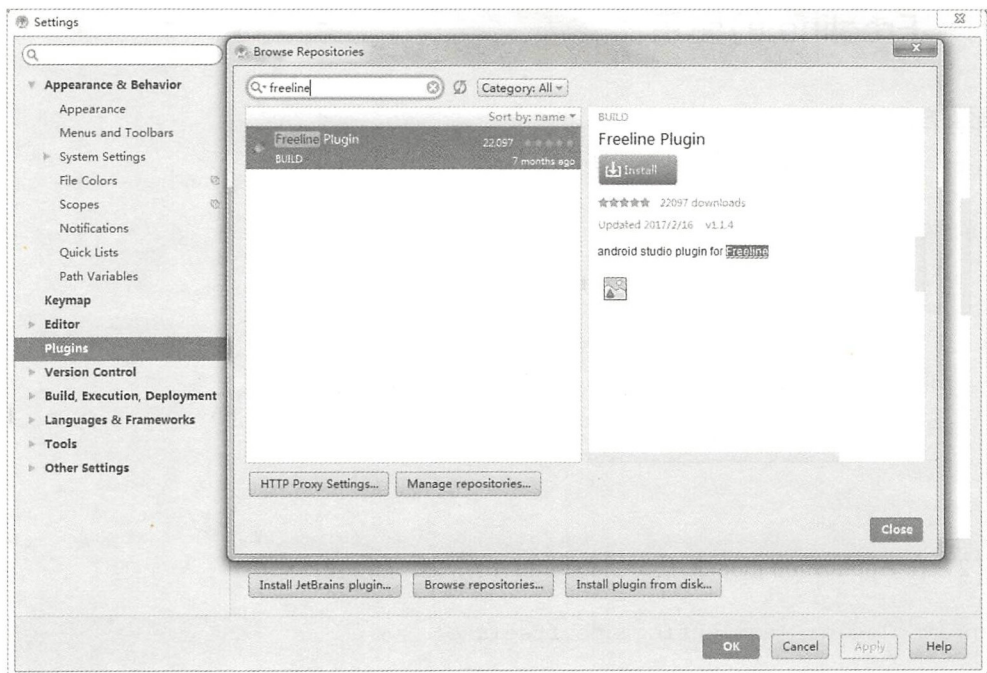 Settings
Appearance & Behavior
Appearance
Menus and Toolbars
System Settings
File Colors
Scopes
Notifications
Quick Lists
Path Variables
Keymap
Editor
Plugins
Version Control
Build, Execution, Deployment
Languages & Frameworks
Tools
Other Settings
Browse Repositories
freeline
Category: All
Sort by: name
Freeline Plugin
22,097
BUILD
7 months ago
BUILD
Freeline Plugin
Install
22097 downloads
Updated 2017/2/16 v1.1.4
android studio plugin for Freeline
HTTP Proxy Settings...
Manage repositories...
Close
Install JetBrains plugin...
Browse repositories...
Install plugin from disk...
OK
Cancel
Apply
Help